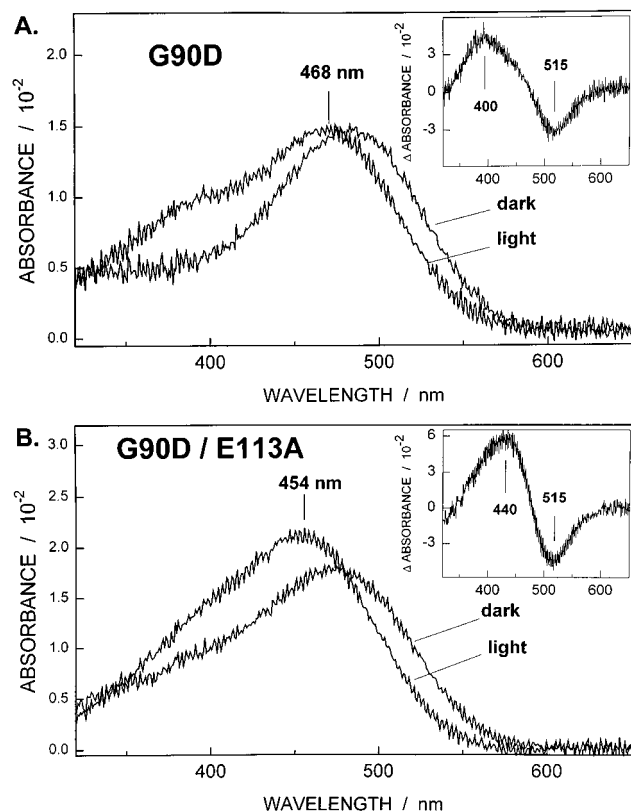 A.
G90D
ABSORBANCE / 10⁻²
2.0
1.5
1.0
0.5
0.0
468 nm
dark
light
400
500
600
WAVELENGTH / nm
Δ ABSORBANCE / 10⁻²
3
0
-3
400
515
400
500
600
B.
G90D / E113A
ABSORBANCE / 10⁻²
3.0
2.5
2.0
1.5
1.0
0.5
0.0
454 nm
dark
light
400
500
600
WAVELENGTH / nm
Δ ABSORBANCE / 10⁻²
6
3
0
-3
440
515
400
500
600